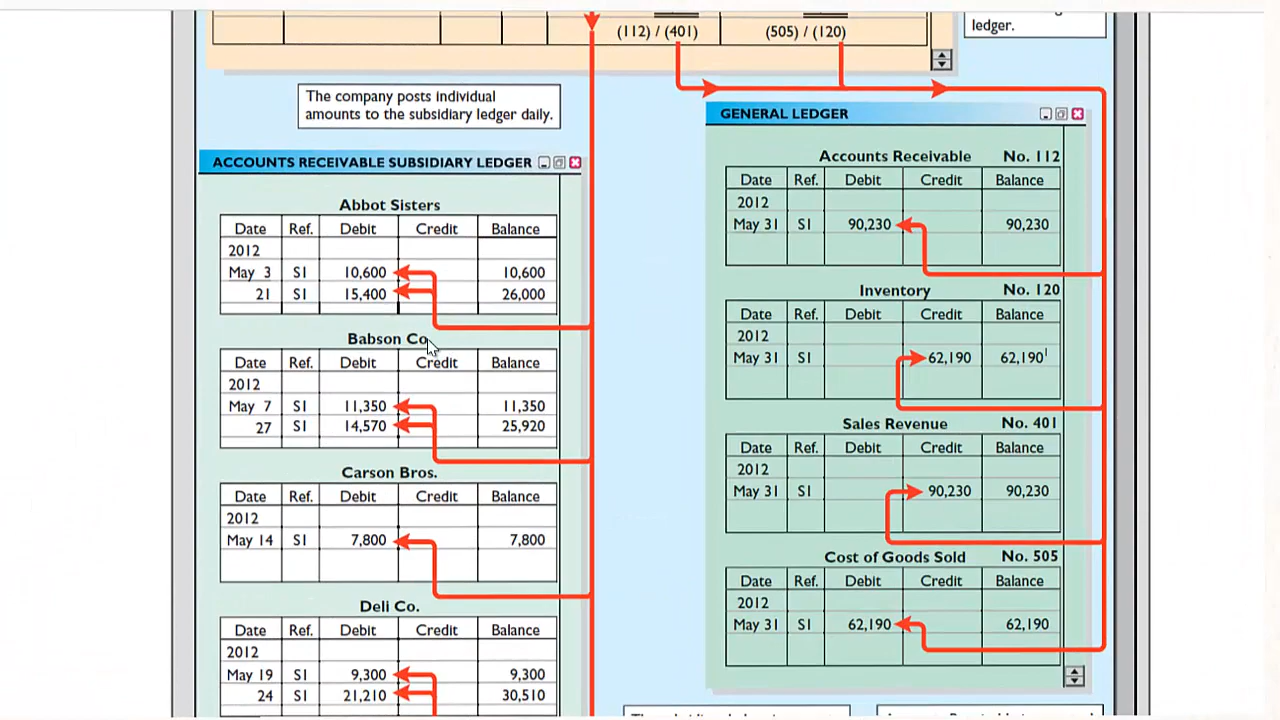 (112) / (401) (505) / (120)
ledger.
The company posts individual
amounts to the subsidiary ledger daily.
ACCOUNTS RECEIVABLE SUBSIDIARY LEDGER
Abbot Sisters
Date Ref. Debit Credit Balance
2012
May 3 S1 10,600 10,600
21 S1 15,400 26,000
Babson Co.
Date Ref. Debit Credit Balance
2012
May 7 S1 11,350 11,350
27 S1 14,570 25,920
Carson Bros.
Date Ref. Debit Credit Balance
2012
May 14 S1 7,800 7,800
Deli Co.
Date Ref. Debit Credit Balance
2012
May 19 S1 9,300 9,300
24 S1 21,210 30,510
GENERAL LEDGER
Accounts Receivable No. 112
Date Ref. Debit Credit Balance
2012
May 31 S1 90,230 90,230
Inventory No. 120
Date Ref. Debit Credit Balance
2012
May 31 S1 62,190 62,190¹
Sales Revenue No. 401
Date Ref. Debit Credit Balance
2012
May 31 S1 90,230 90,230
Cost of Goods Sold No. 505
Date Ref. Debit Credit Balance
2012
May 31 S1 62,190 62,190